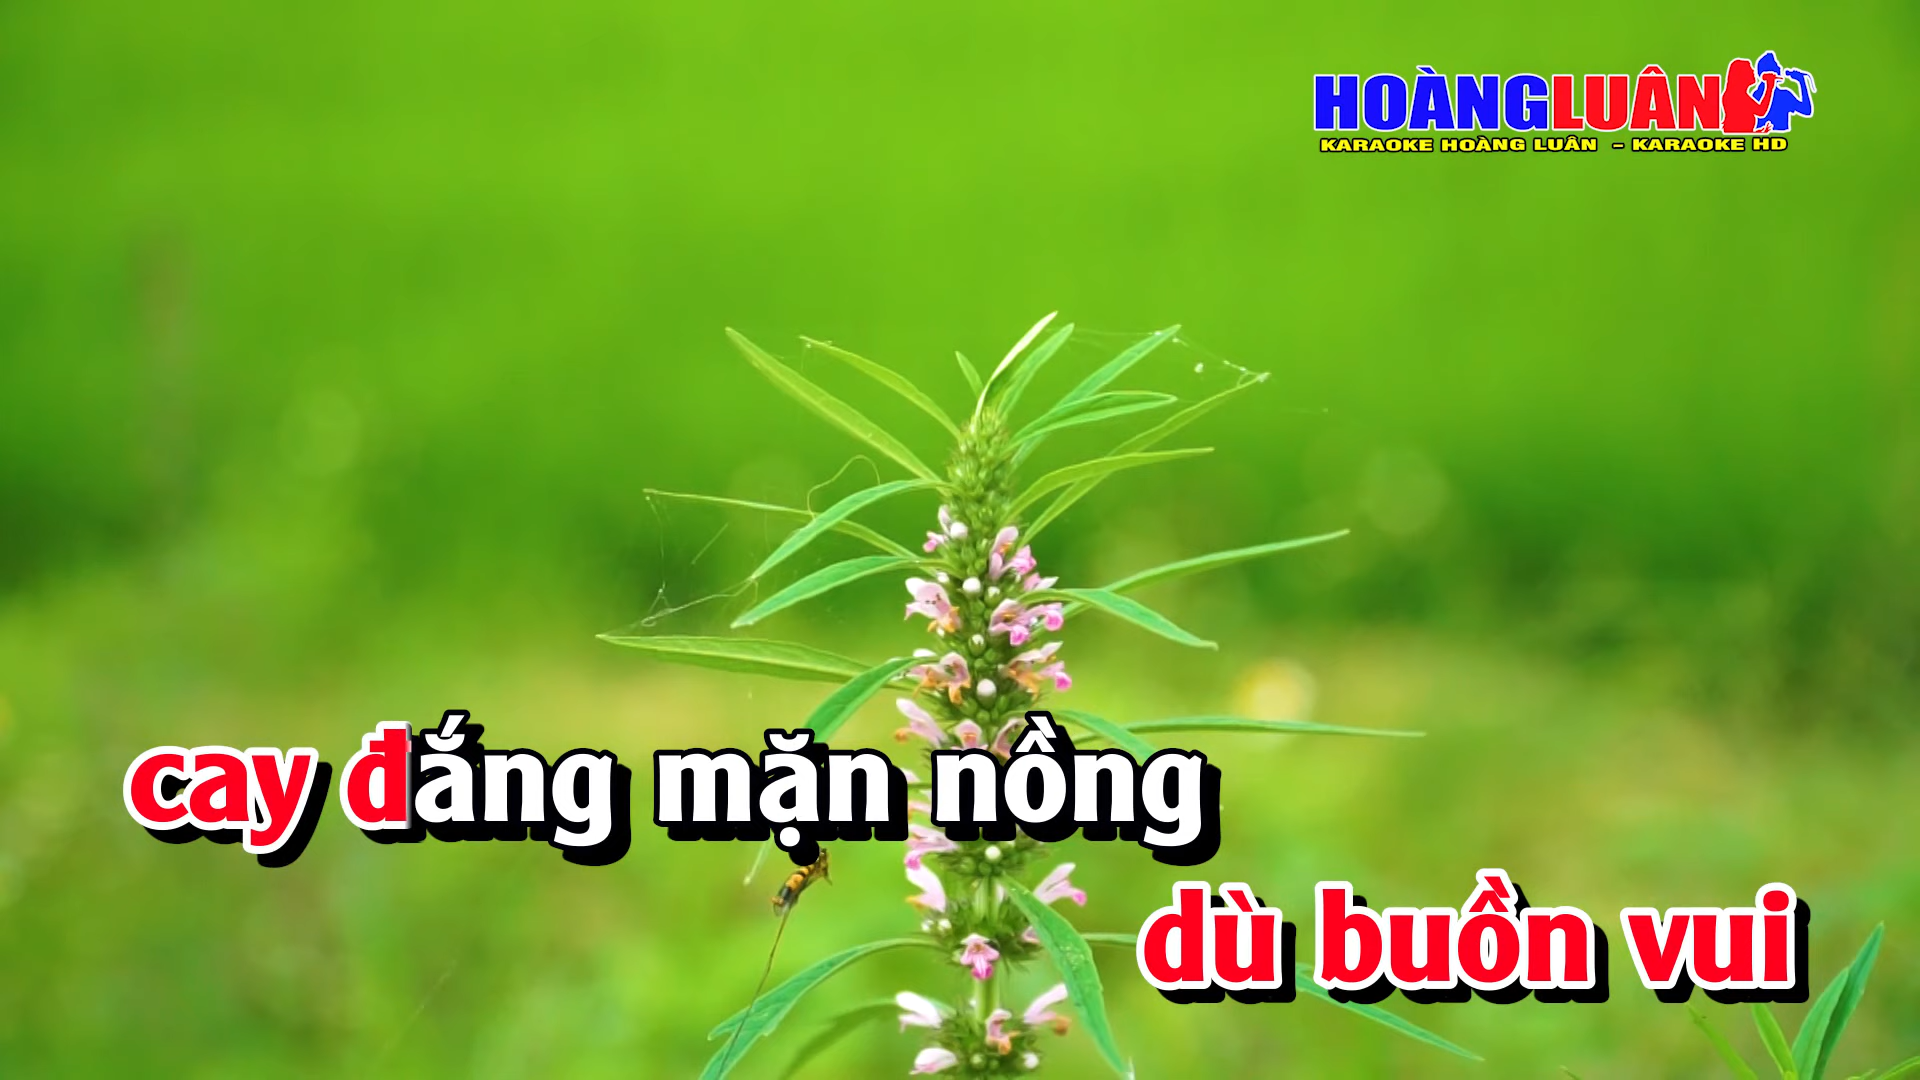 HOÀNGLUÂN
KARAOKE HOÀNG LUÂN - KARAOKE HD
cay đắng mặn nồng
dù buồn vui